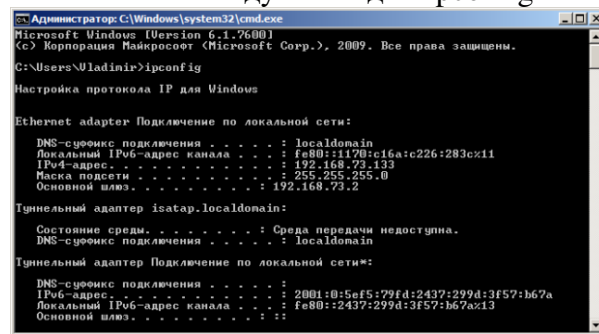 Администратор: C:\Windows\system32\cmd.exe
Microsoft Windows [Version 6.1.7600]
(c) Корпорация Майкрософт (Microsoft Corp.), 2009. Все права защищены.
C:\Users\Vladimir>ipconfig
Настройка протокола IP для Windows
Ethernet adapter Подключение по локальной сети:
DNS-суффикс подключения . . . . . : localdomain
Локальный IPv6-адрес канала . . . : fe80::1170:c16a:c226:283c%11
IPv4-адрес. . . . . . . . . . . . : 192.168.73.133
Маска подсети . . . . . . . . . . : 255.255.255.0
Основной шлюз. . . . . . . . . : 192.168.73.2
Туннельный адаптер isatap.localdomain:
Состояние среды. . . . . . . . : Среда передачи недоступна.
DNS-суффикс подключения . . . . . : localdomain
Туннельный адаптер Подключение по локальной сети*:
DNS-суффикс подключения . . . . . :
IPv6-адрес. . . . . . . . . . . . : 2001:0:5ef5:79fd:2437:299d:3f57:b67a
Локальный IPv6-адрес канала . . . : fe80::2437:299d:3f57:b67a%13
Основной шлюз. . . . . . . . . : ::